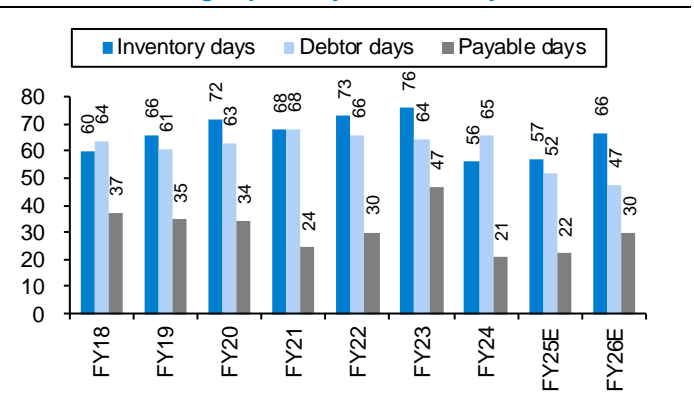 Inventory days Debtor days Payable days
80
70
60
50
40
30
20
10
0
60 64 37
66 61 35
72 63 34
68 68 24
73 66 30
76 64 47
56 65 21
57 52 22
66 47 30
FY18 FY19 FY20 FY21 FY22 FY23 FY24 FY25E FY26E